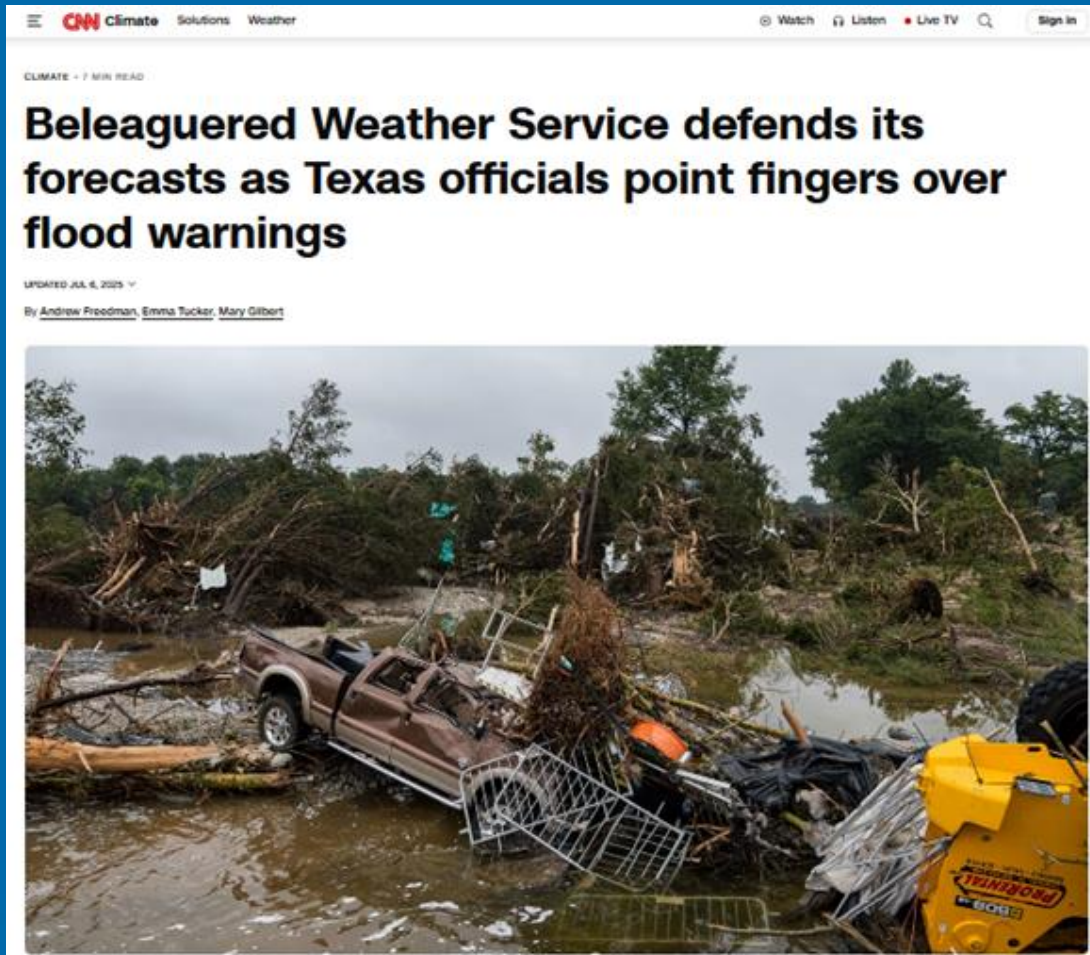 CNN Climate Solutions Weather Watch Listen Live TV Sign in
CLIMATE • 7 MIN READ
Beleaguered Weather Service defends its
forecasts as Texas officials point fingers over
flood warnings
UPDATED JUL 6, 2025
By Andrew Freedman, Emma Tucker, Mary Gilbert
PRORENTAL